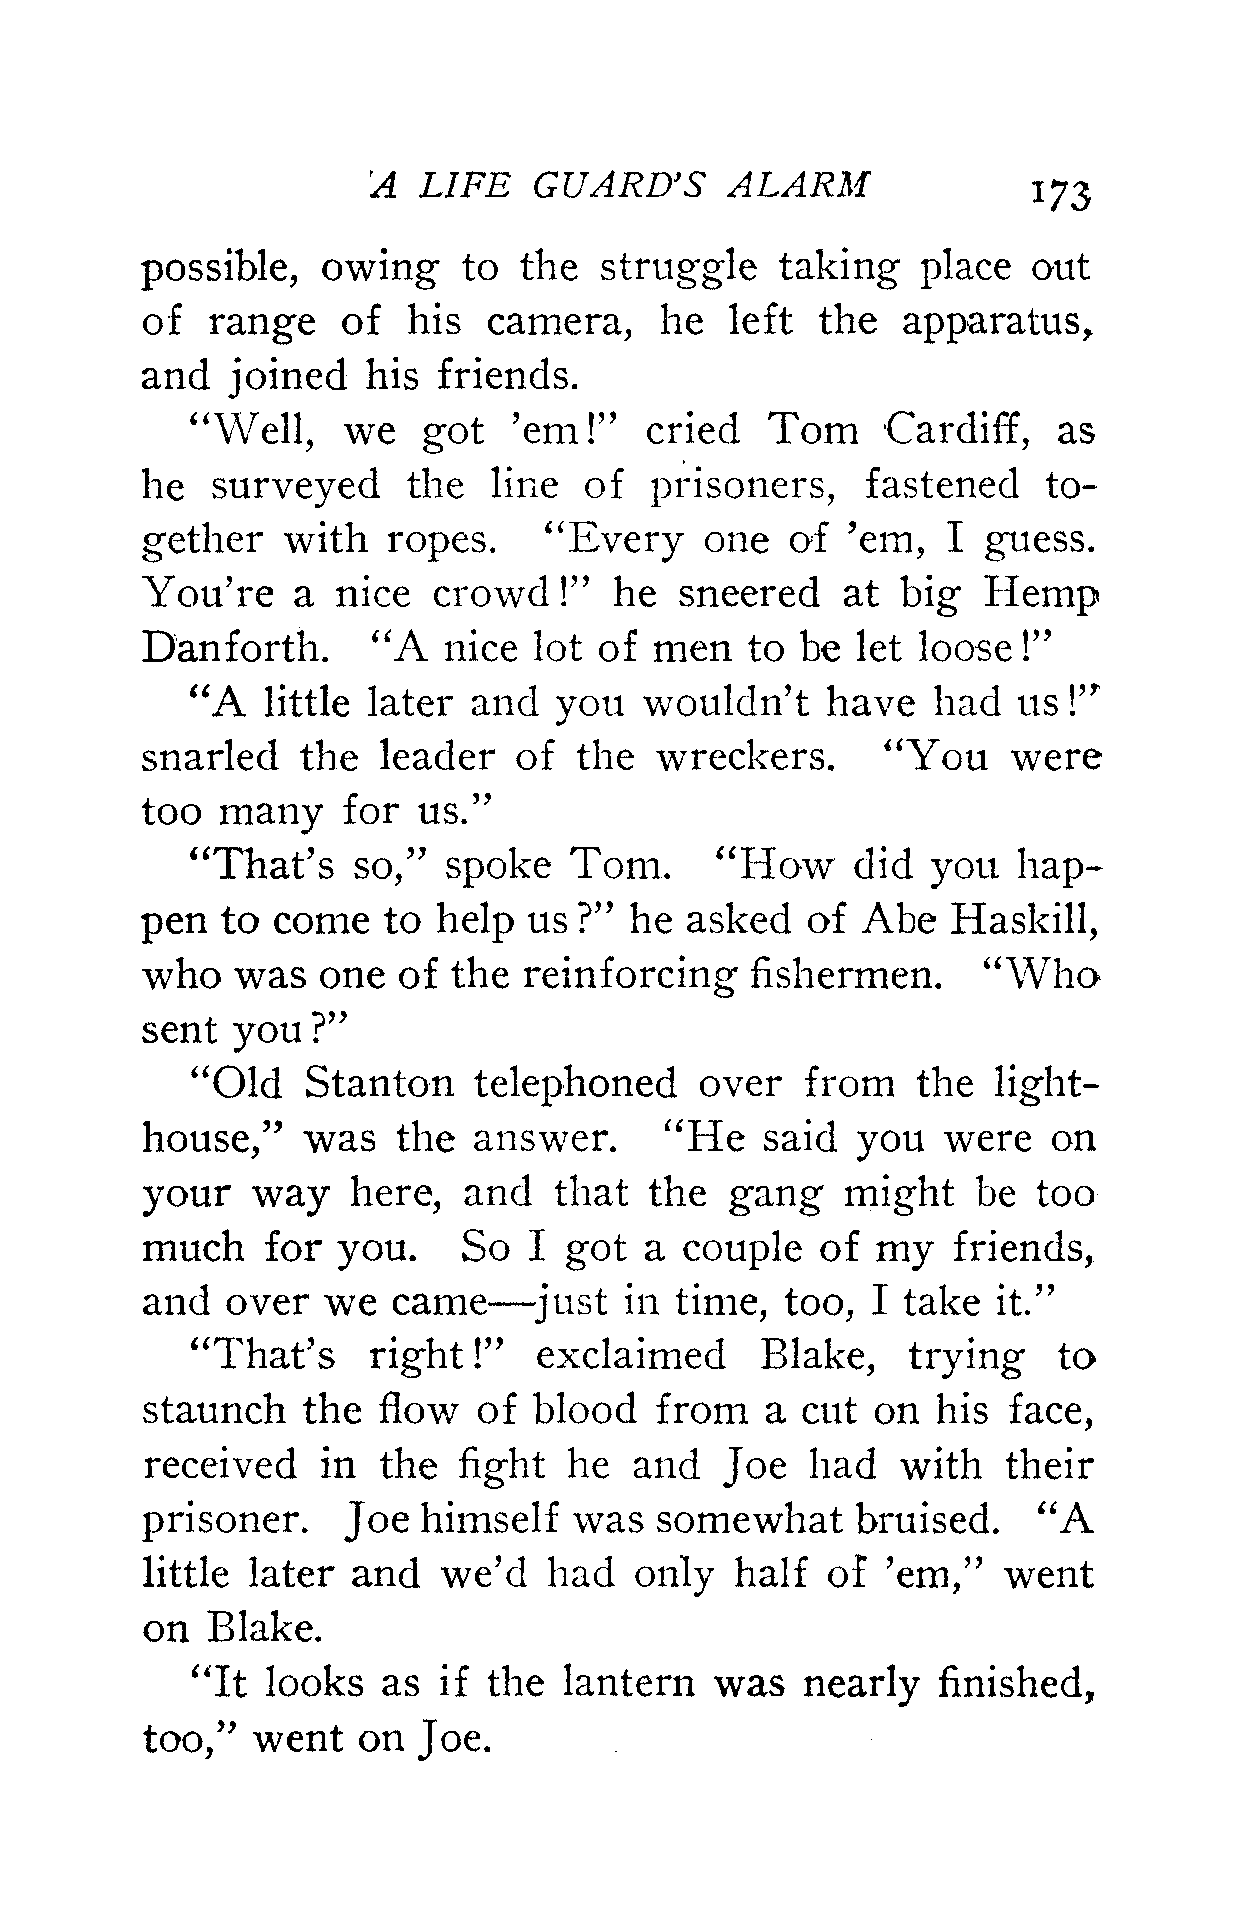 A LIFE GUARD'S ALARM 173
possible, owing to the struggle taking place out
of range of his camera, he left the apparatus,
and joined his friends.
“Well, we got ’em!” cried Tom Cardiff, as
he surveyed the line of prisoners, fastened to-
gether with ropes. “Every one of ’em, I guess.
You’re a nice crowd!” he sneered at big Hemp
Danforth. “A nice lot of men to be let loose!”
“A little later and you wouldn’t have had us!”
snarled the leader of the wreckers. “You were
too many for us.”
“That’s so,” spoke Tom. “How did you hap-
pen to come to help us?” he asked of Abe Haskill,
who was one of the reinforcing fishermen. “Who
sent you?”
“Old Stanton telephoned over from the light-
house,” was the answer. “He said you were on
your way here, and that the gang might be too
much for you. So I got a couple of my friends,
and over we came—just in time, too, I take it.”
“That’s right!” exclaimed Blake, trying to
staunch the flow of blood from a cut on his face,
received in the fight he and Joe had with their
prisoner. Joe himself was somewhat bruised. “A
little later and we’d had only half of ’em,” went
on Blake.
“It looks as if the lantern was nearly finished,
too,” went on Joe.